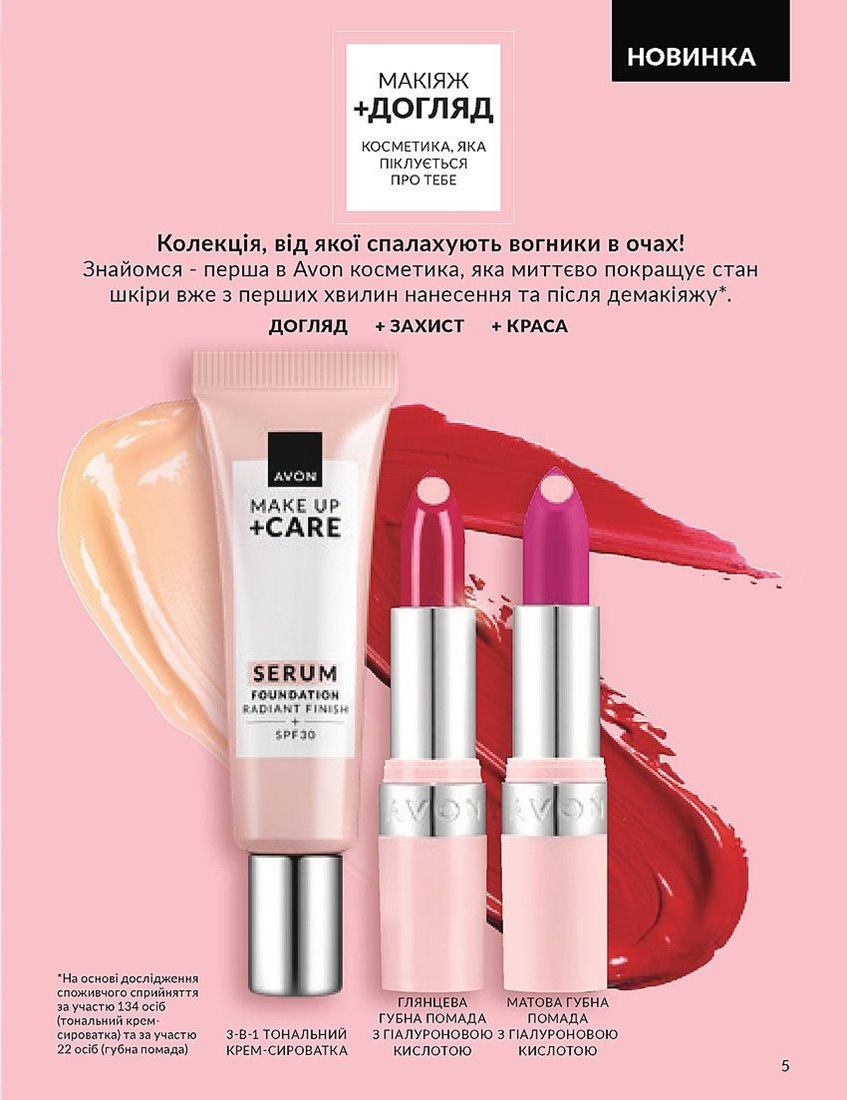 НОВИНКА
МАКІЯЖ
+ДОГЛЯД
КОСМЕТИКА, ЯКА
ПІКЛУЄТЬСЯ
ПРО ТЕБЕ
Колекція, від якої спалахують вогники в очах!
Знайомся - перша в Avon косметика, яка миттєво покращує стан
шкіри вже з перших хвилин нанесення та після демакіяжу*.
ДОГЛЯД + ЗАХИСТ + КРАСА
AVON
MAKE UP
+CARE
SERUM
FOUNDATION
RADIANT FINISH
+
SPF30
AVON
AVON
*На основі дослідження
споживчого сприйняття
за участю 134 осіб
(тональний крем-
сироватка) та за участю
22 осіб (губна помада)
3-В-1 ТОНАЛЬНИЙ
КРЕМ-СИРОВАТКА
ГЛЯНЦЕВА
ГУБНА ПОМАДА
З ГІАЛУРОНОВОЮ
КИСЛОТОЮ
МАТОВА ГУБНА
ПОМАДА
З ГІАЛУРОНОВОЮ
КИСЛОТОЮ
5